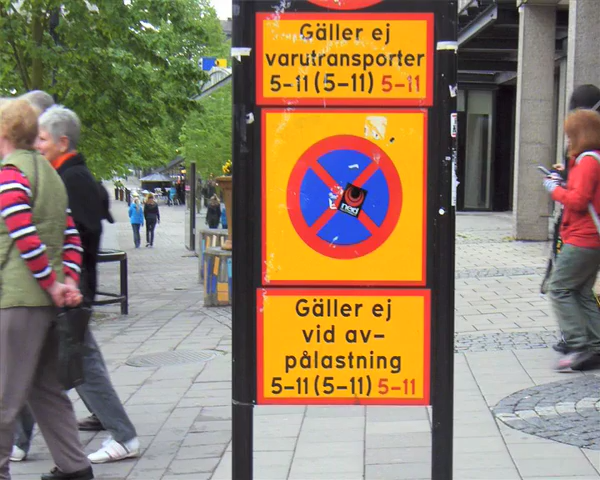 Gäller ej
varutransporter
5-11 (5-11) 5-11
Gäller ej
vid av-
pålastning
5-11 (5-11) 5-11